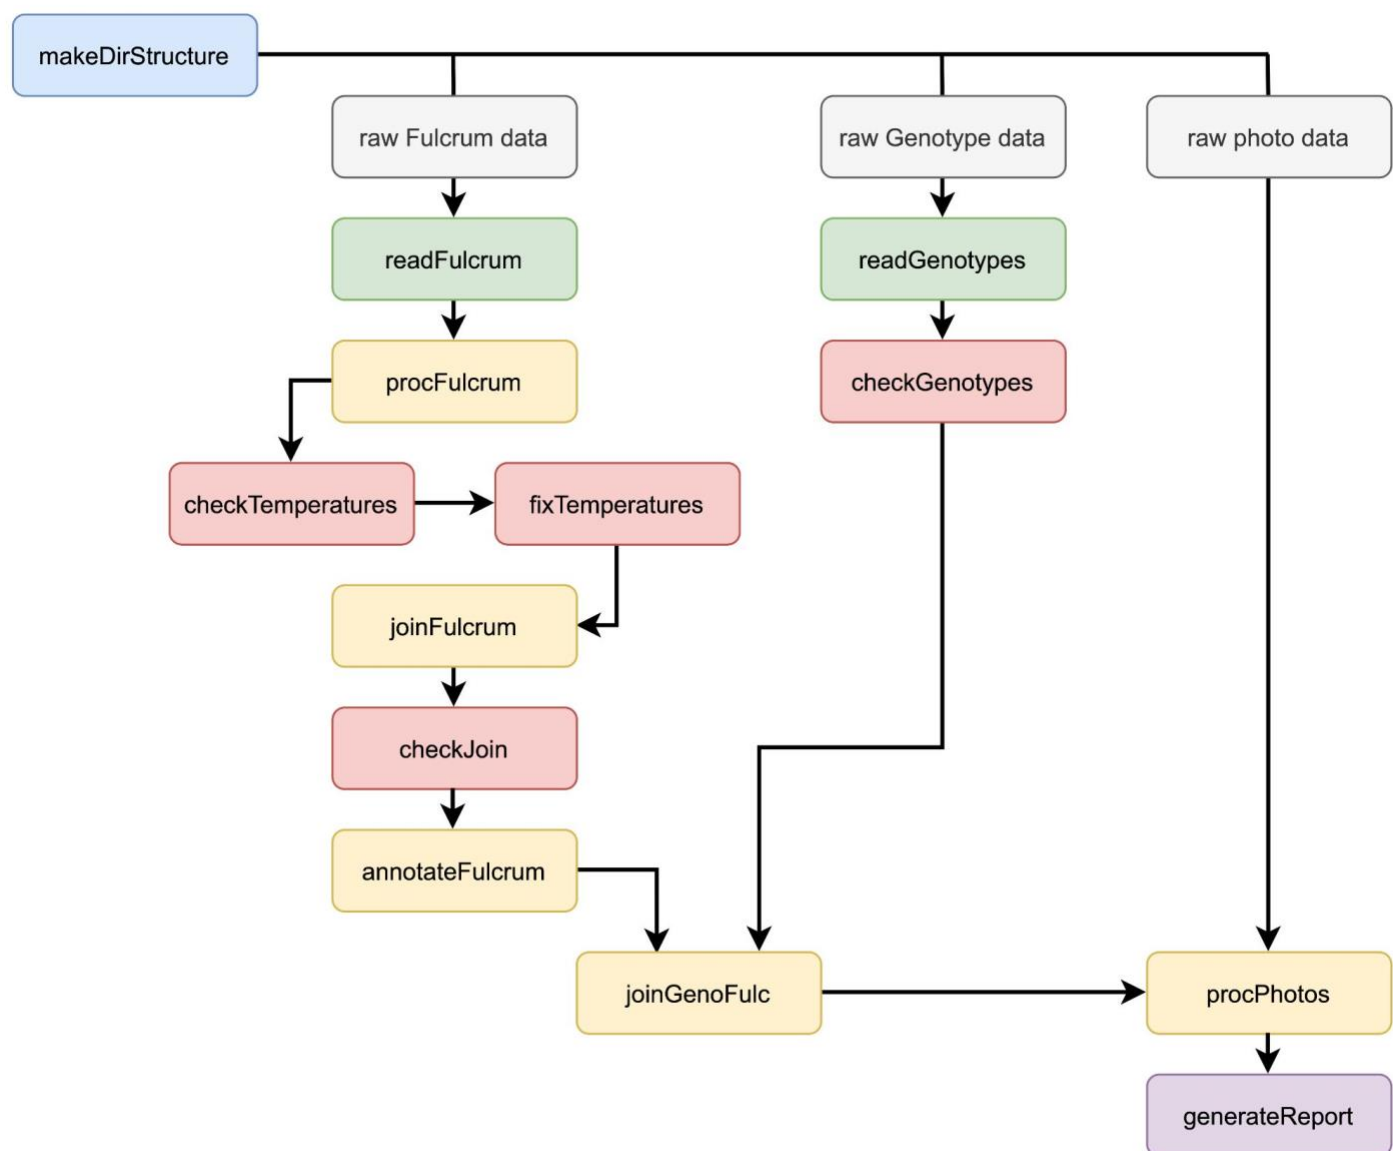 makeDirStructure
raw Fulcrum data
raw Genotype data
raw photo data
readFulcrum
readGenotypes
procFulcrum
checkGenotypes
checkTemperatures
fixTemperatures
joinFulcrum
checkJoin
annotateFulcrum
joinGenoFulc
procPhotos
generateReport